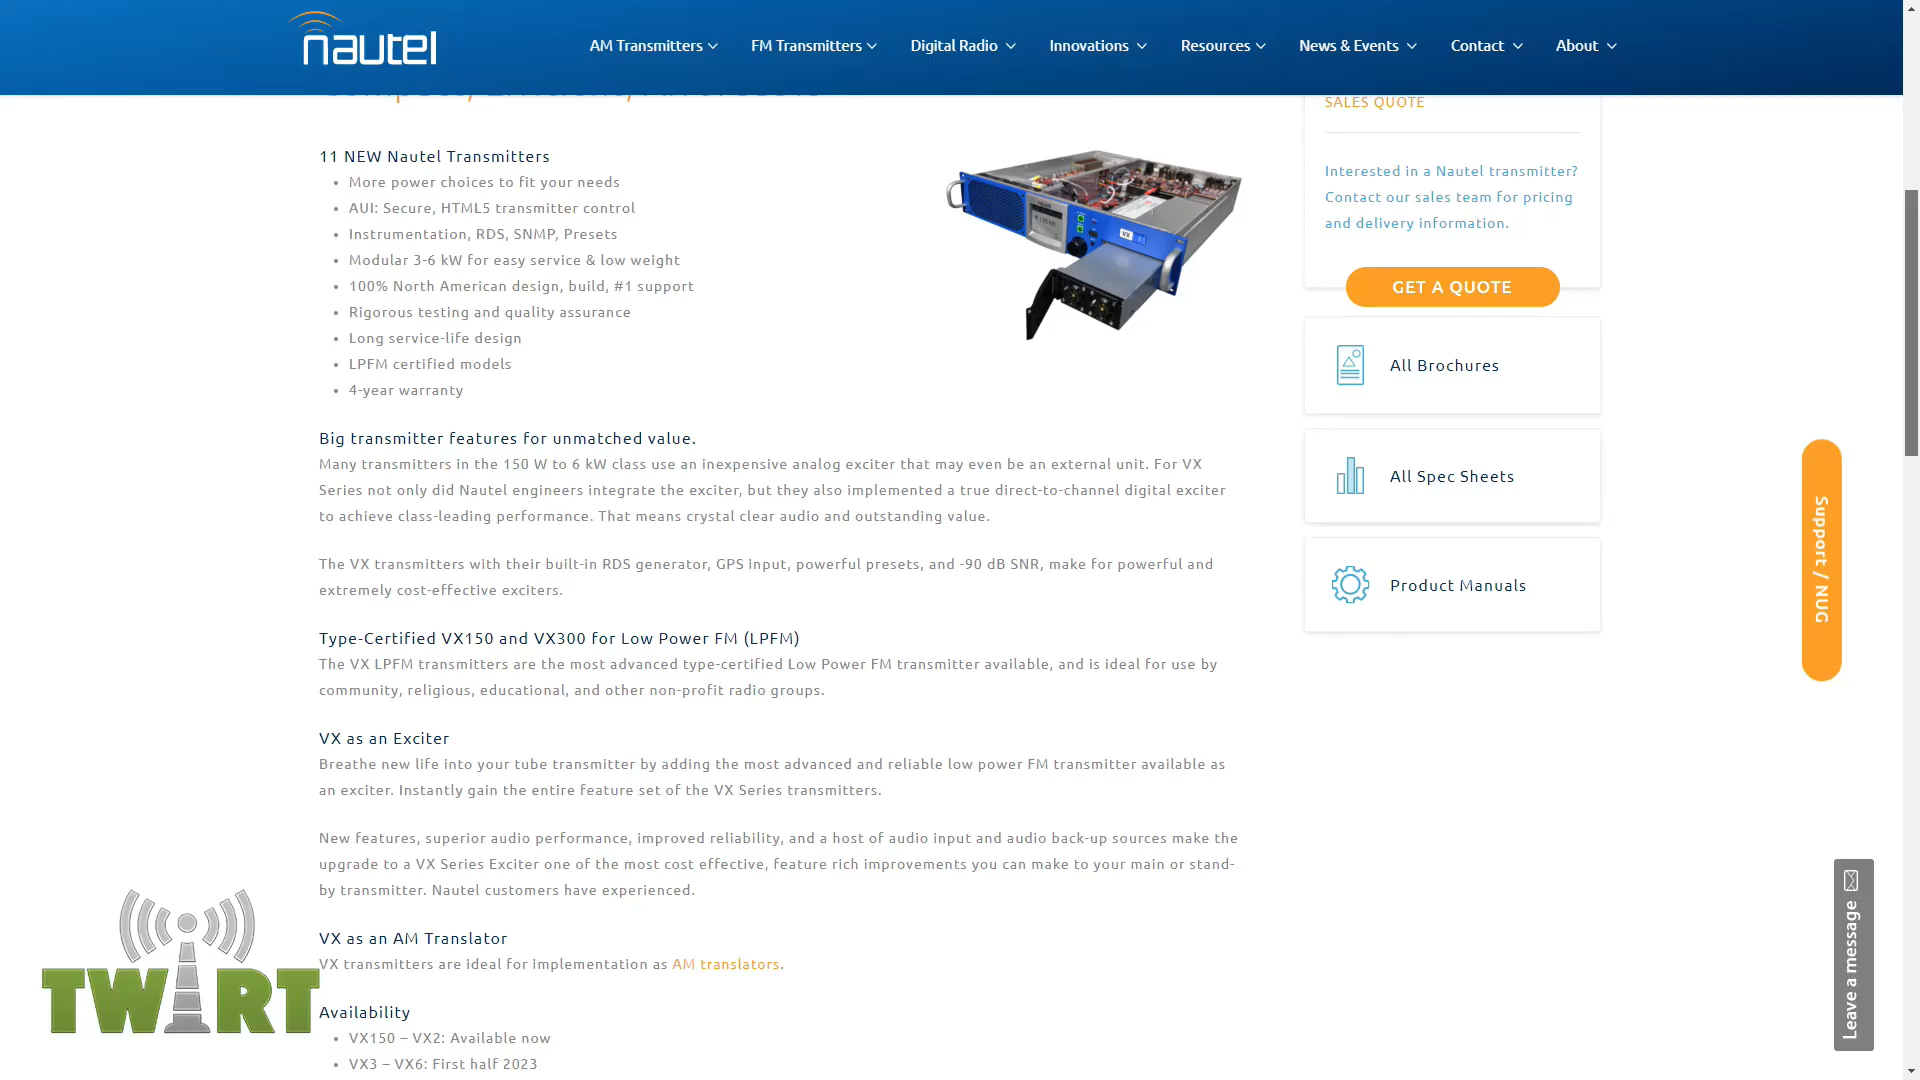 nautel
AM Transmitters
FM Transmitters
Digital Radio
Innovations
Resources
News & Events
Contact
About
SALES QUOTE
Interested in a Nautel transmitter?
Contact our sales team for pricing
and delivery information.
GET A QUOTE
All Brochures
All Spec Sheets
Product Manuals
11 NEW Nautel Transmitters
• More power choices to fit your needs
• AUI: Secure, HTML5 transmitter control
• Instrumentation, RDS, SNMP, Presets
• Modular 3-6 kW for easy service & low weight
• 100% North American design, build, #1 support
• Rigorous testing and quality assurance
• Long service-life design
• LPFM certified models
• 4-year warranty
VX
Big transmitter features for unmatched value.
Many transmitters in the 150 W to 6 kW class use an inexpensive analog exciter that may even be an external unit. For VX
Series not only did Nautel engineers integrate the exciter, but they also implemented a true direct-to-channel digital exciter
to achieve class-leading performance. That means crystal clear audio and outstanding value.
The VX transmitters with their built-in RDS generator, GPS input, powerful presets, and -90 dB SNR, make for powerful and
extremely cost-effective exciters.
Type-Certified VX150 and VX300 for Low Power FM (LPFM)
The VX LPFM transmitters are the most advanced type-certified Low Power FM transmitter available, and is ideal for use by
community, religious, educational, and other non-profit radio groups.
VX as an Exciter
Breathe new life into your tube transmitter by adding the most advanced and reliable low power FM transmitter available as
an exciter. Instantly gain the entire feature set of the VX Series transmitters.
New features, superior audio performance, improved reliability, and a host of audio input and audio back-up sources make the
upgrade to a VX Series Exciter one of the most cost effective, feature rich improvements you can make to your main or stand-
by transmitter. Nautel customers have experienced.
VX as an AM Translator
VX transmitters are ideal for implementation as AM translators.
Availability
• VX150 – VX2: Available now
• VX3 – VX6: First half 2023
Support / NUG
Leave a message
TWIRT